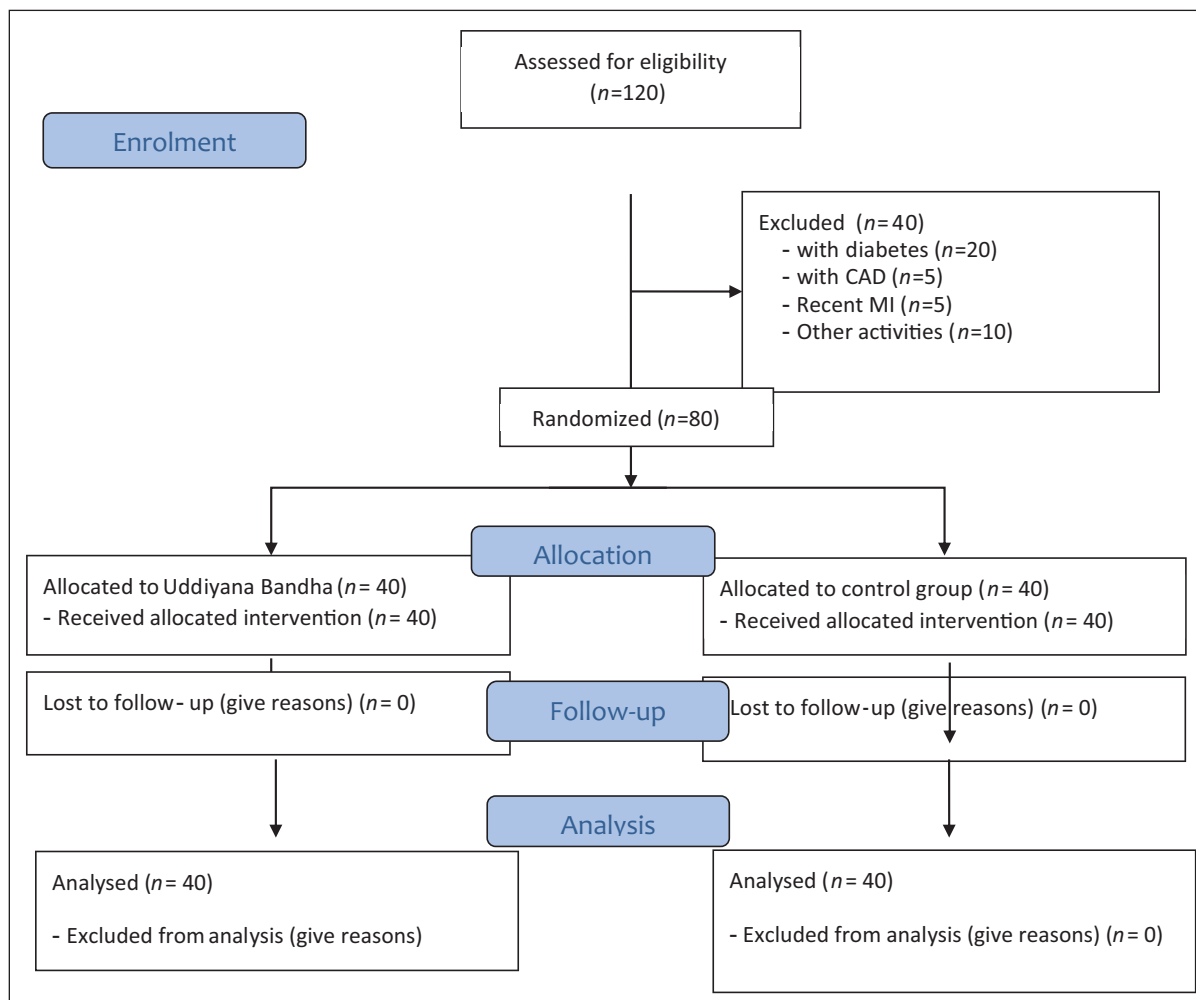 Assessed for eligibility
(n=120)
Enrolment
Excluded (n=40)
- with diabetes (n=20)
- with CAD (n=5)
- Recent MI (n=5)
- Other activities (n=10)
Randomized (n=80)
Allocation
Allocated to Uddiyana Bandha (n=40)
- Received allocated intervention (n=40)
Allocated to control group (n=40)
- Received allocated intervention (n=40)
Lost to follow-up (give reasons) (n=0)
Follow-up
Lost to follow-up (give reasons) (n=0)
Analysis
Analysed (n=40)
- Excluded from analysis (give reasons)
Analysed (n=40)
- Excluded from analysis (give reasons) (n=0)